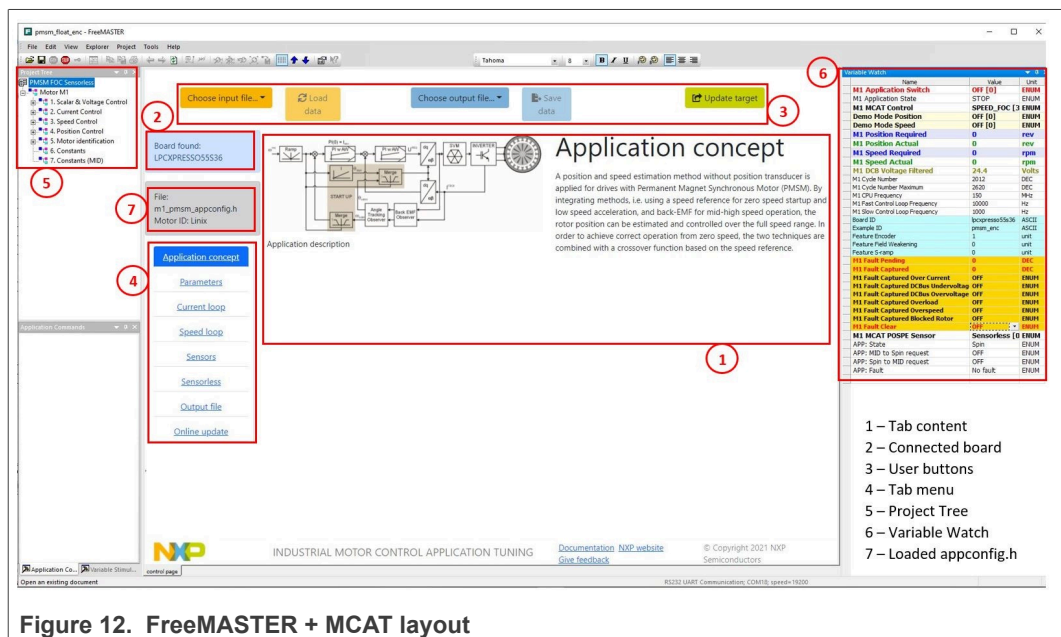 pmsm_float_enc - FreeMASTER
File Edit View Explorer Project Tools Help
Tahoma 8 B I U
Project Tree
PMSM FOC Sensorless
Motor M1
1. Scalar & Voltage Control
2. Current Control
3. Speed Control
4. Position Control
5. Motor identification
6. Constants
7. Constants (MID)
5
Application Commands
Application Co... Variable Stimul...
2
Board found:
LPCXPRESSO55S36
7
File:
m1_pmsm_appconfig.h
Motor ID: Linix
4
Application concept
Parameters
Current loop
Speed loop
Sensors
Sensorless
Output file
Online update
Choose input file...
Load data
Choose output file...
Save data
Update target
3
Ramp
PI-R AW
SVM
INVERTER
Merge
START UP
Merge
Angle Tracking Observer
Back EMF Observer
Application description
Application concept
A position and speed estimation method without position transducer is
applied for drives with Permanent Magnet Synchronous Motor (PMSM). By
integrating methods, i.e. using a speed reference for zero speed startup and
low speed acceleration, and back-EMF for mid-high speed operation, the
rotor position can be estimated and controlled over the full speed range. In
order to achieve correct operation from zero speed, the two techniques are
combined with a crossover function based on the speed reference.
1
6
Variable Watch
Name Value Unit
M1 Application Switch OFF [0] ENUM
M1 Application State STOP ENUM
M1 MCAT Control SPEED_FOC [3 ENUM
Demo Mode Position OFF [0] ENUM
Demo Mode Speed OFF [0] ENUM
M1 Position Required 0 rev
M1 Position Actual 0 rev
M1 Speed Required 0 rpm
M1 Speed Actual 0 rpm
M1 DCB Voltage Filtered 24.4 Volts
M1 Cycle Number 2012 DEC
M1 Cycle Number Maximum 2620 DEC
M1 CPU Frequency 150 MHz
M1 Fast Control Loop Frequency 10000 Hz
M1 Slow Control Loop Frequency 1000 Hz
Board ID lpcxpresso55s36 ASCII
Example ID pmsm_enc ASCII
Feature Encoder 1 unit
Feature Field Weakening 0 unit
Feature S-ramp 0 unit
M1 Fault Pending 0 DEC
M1 Fault Captured 0 DEC
M1 Fault Captured Over Current OFF ENUM
M1 Fault Captured DCBus Undervoltag OFF ENUM
M1 Fault Captured DCBus Overvoltage OFF ENUM
M1 Fault Captured Overload OFF ENUM
M1 Fault Captured Overspeed OFF ENUM
M1 Fault Captured Blocked Rotor OFF ENUM
M1 Fault Clear OFF ENUM
M1 MCAT POSPE Sensor Sensorless [0 ENUM
APP: State Spin ENUM
APP: MID to Spin request OFF ENUM
APP: Spin to MID request OFF ENUM
APP: Fault No fault ENUM
1 – Tab content
2 – Connected board
3 – User buttons
4 – Tab menu
5 – Project Tree
6 – Variable Watch
7 – Loaded appconfig.h
NXP
INDUSTRIAL MOTOR CONTROL APPLICATION TUNING
Documentation NXP website
Give feedback
© Copyright 2021 NXP
Semiconductors
control page
Open an existing document
RS232 UART Communication; COM18; speed=19200
Figure 12. FreeMASTER + MCAT layout